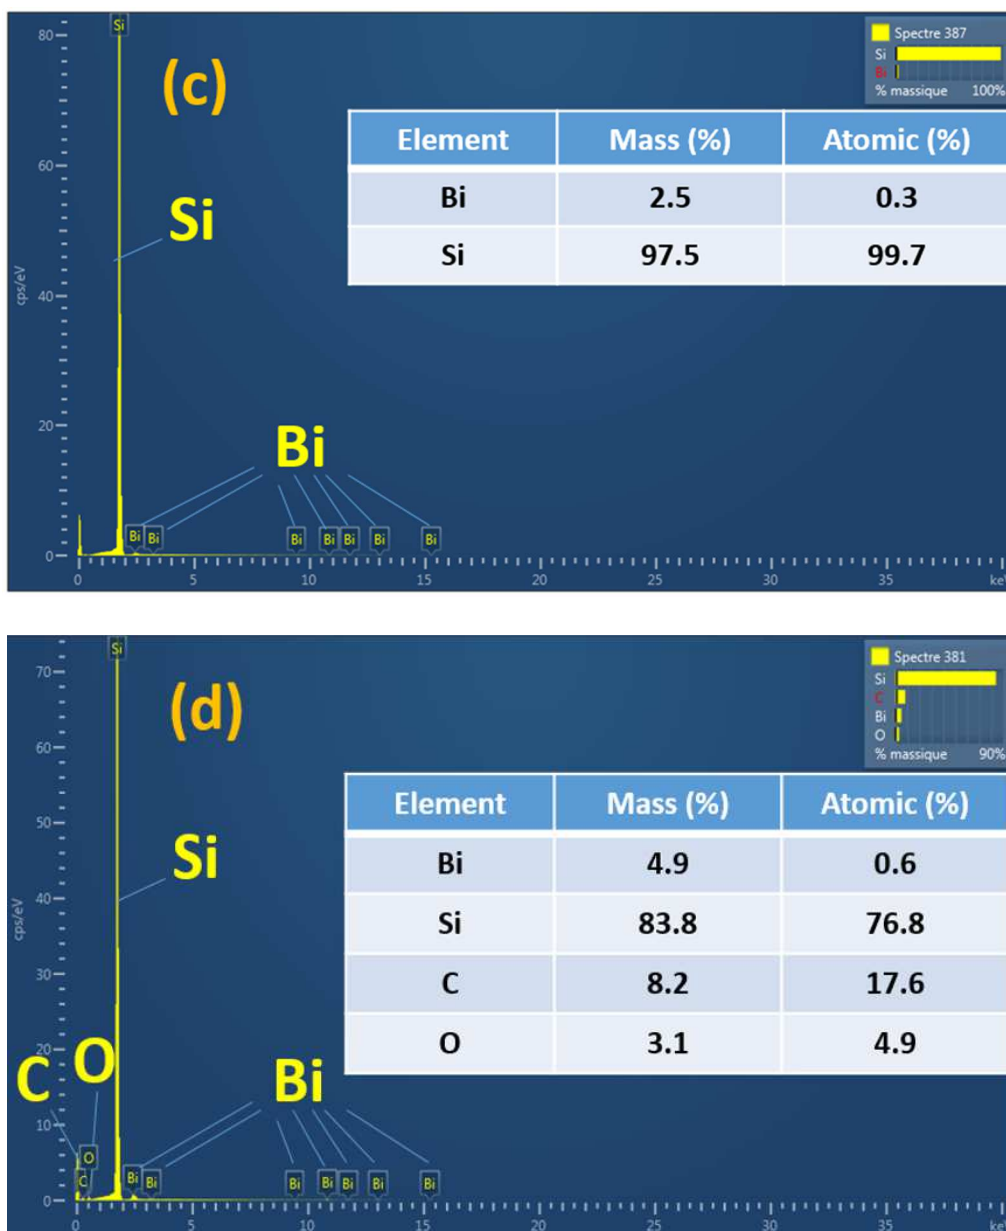 80
Si
(c)
Spectre 387
Si
Bi
% massique 100%
Element Mass (%) Atomic (%)
Bi 2.5 0.3
Si 97.5 99.7
60
Si
cps/eV
40
20
Bi
Bi Bi Bi Bi Bi Bi Bi
0
0 5 10 15 20 25 30 35 keV
Si
70
(d)
Spectre 381
Si
C
Bi
O
% massique 90%
60
Element Mass (%) Atomic (%)
Bi 4.9 0.6
Si 83.8 76.8
C 8.2 17.6
O 3.1 4.9
50
Si
40
cps/eV
30
20
C O Bi
10
O
C Bi Bi Bi Bi Bi Bi Bi
0
0 5 10 15 20 25 30 35 keV